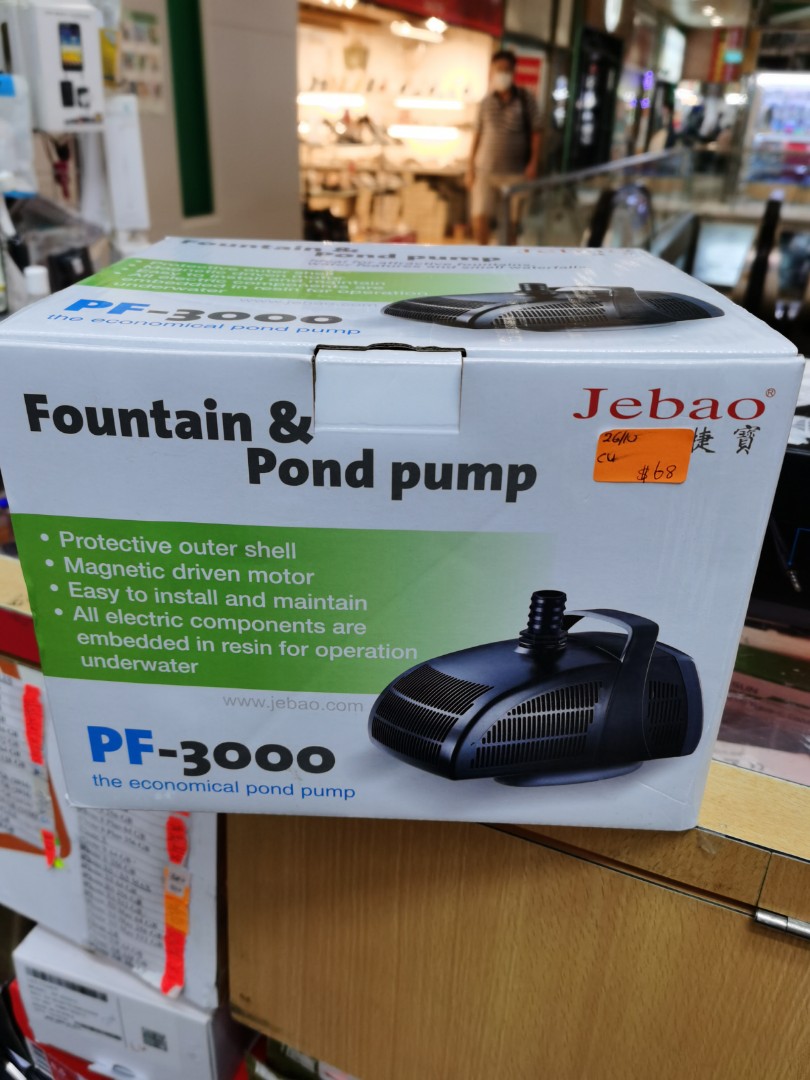 Fountain &
Pond pump
PF-3000
the economical pond pump
Fountain &
Pond pump
Jebao®
捷寶
CU
$68
• Protective outer shell
• Magnetic driven motor
• Easy to install and maintain
• All electric components are
embedded in resin for operation
underwater
www.jebao.com
PF-3000
the economical pond pump